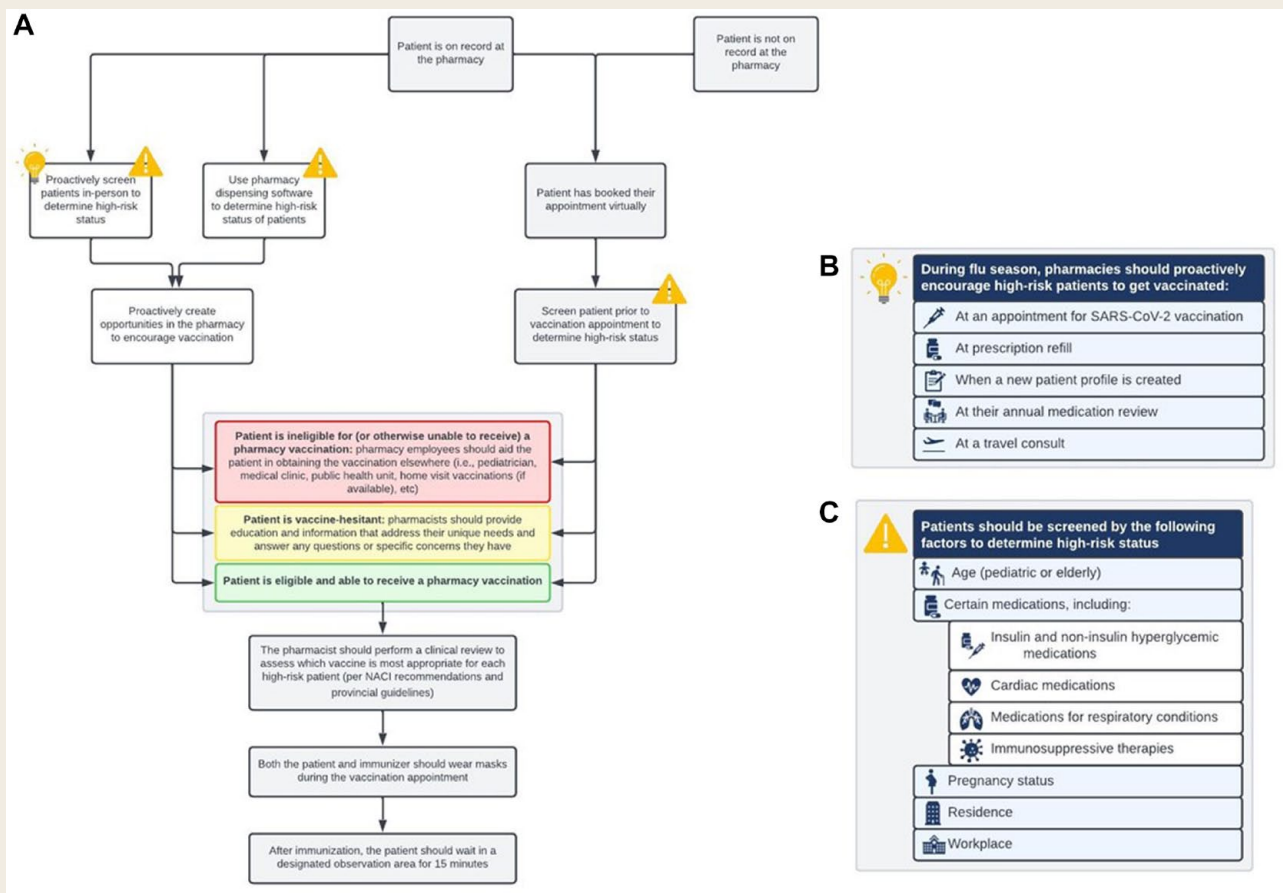 A
Patient is on record at
the pharmacy
Patient is not on
record at the
pharmacy
Proactively screen
patients in-person to
determine high-risk
status
Use pharmacy
dispensing software
to determine high-risk
status of patients
Patient has booked their
appointment virtually
Proactively create
opportunities in the pharmacy
to encourage vaccination
Screen patient prior to
vaccination appointment to
determine high-risk status
Patient is ineligible for (or otherwise unable to receive) a
pharmacy vaccination: pharmacy employees should aid the
patient in obtaining the vaccination elsewhere (i.e., pediatrician,
medical clinic, public health unit, home visit vaccinations (if
available), etc)
Patient is vaccine-hesitant: pharmacists should provide
education and information that address their unique needs and
answer any questions or specific concerns they have
Patient is eligible and able to receive a pharmacy vaccination
The pharmacist should perform a clinical review to
assess which vaccine is most appropriate for each
high-risk patient (per NACI recommendations and
provincial guidelines)
Both the patient and immunizer should wear masks
during the vaccination appointment
After immunization, the patient should wait in a
designated observation area for 15 minutes
B
During flu season, pharmacies should proactively
encourage high-risk patients to get vaccinated:
At an appointment for SARS-CoV-2 vaccination
At prescription refill
When a new patient profile is created
At their annual medication review
At a travel consult
C
Patients should be screened by the following
factors to determine high-risk status
Age (pediatric or elderly)
Certain medications, including:
Insulin and non-insulin hyperglycemic
medications
Cardiac medications
Medications for respiratory conditions
Immunosuppressive therapies
Pregnancy status
Residence
Workplace